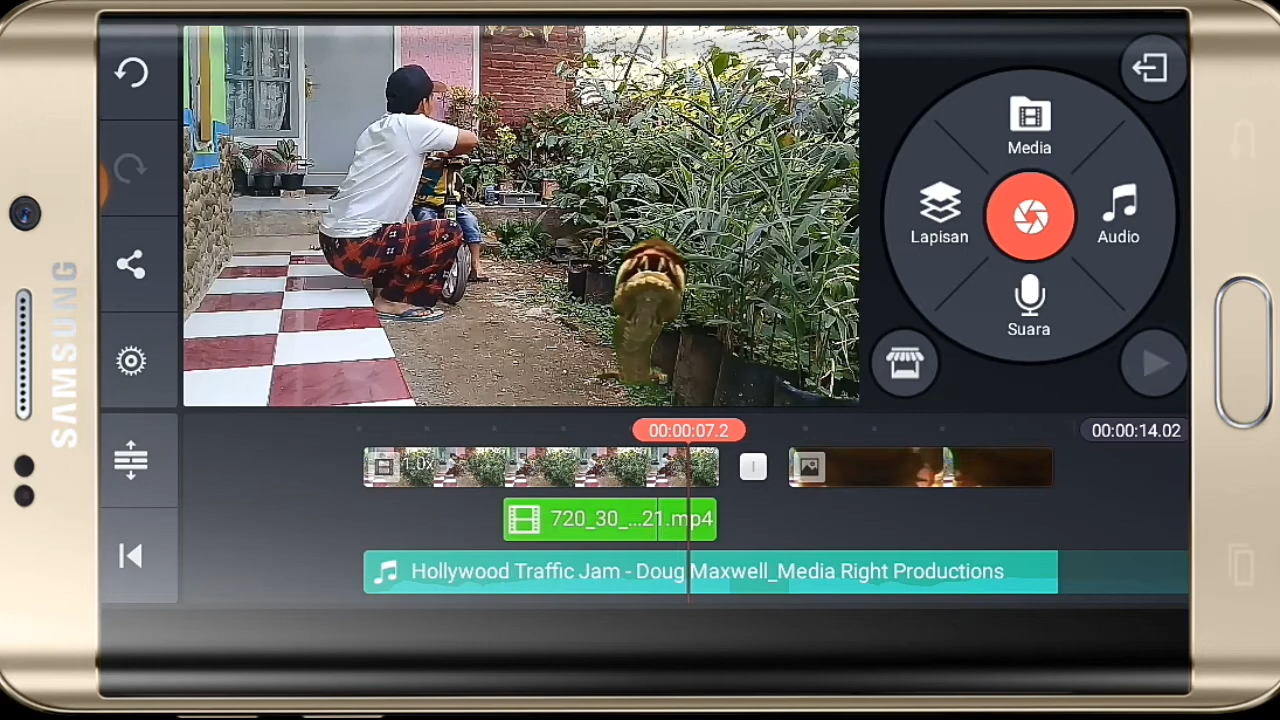 SAMSUNG
Media
Lapisan
Audio
Suara
00:00:07.2
00:00:14.02
1.0x
720_30_...21.mp4
Hollywood Traffic Jam - Doug Maxwell_Media Right Productions